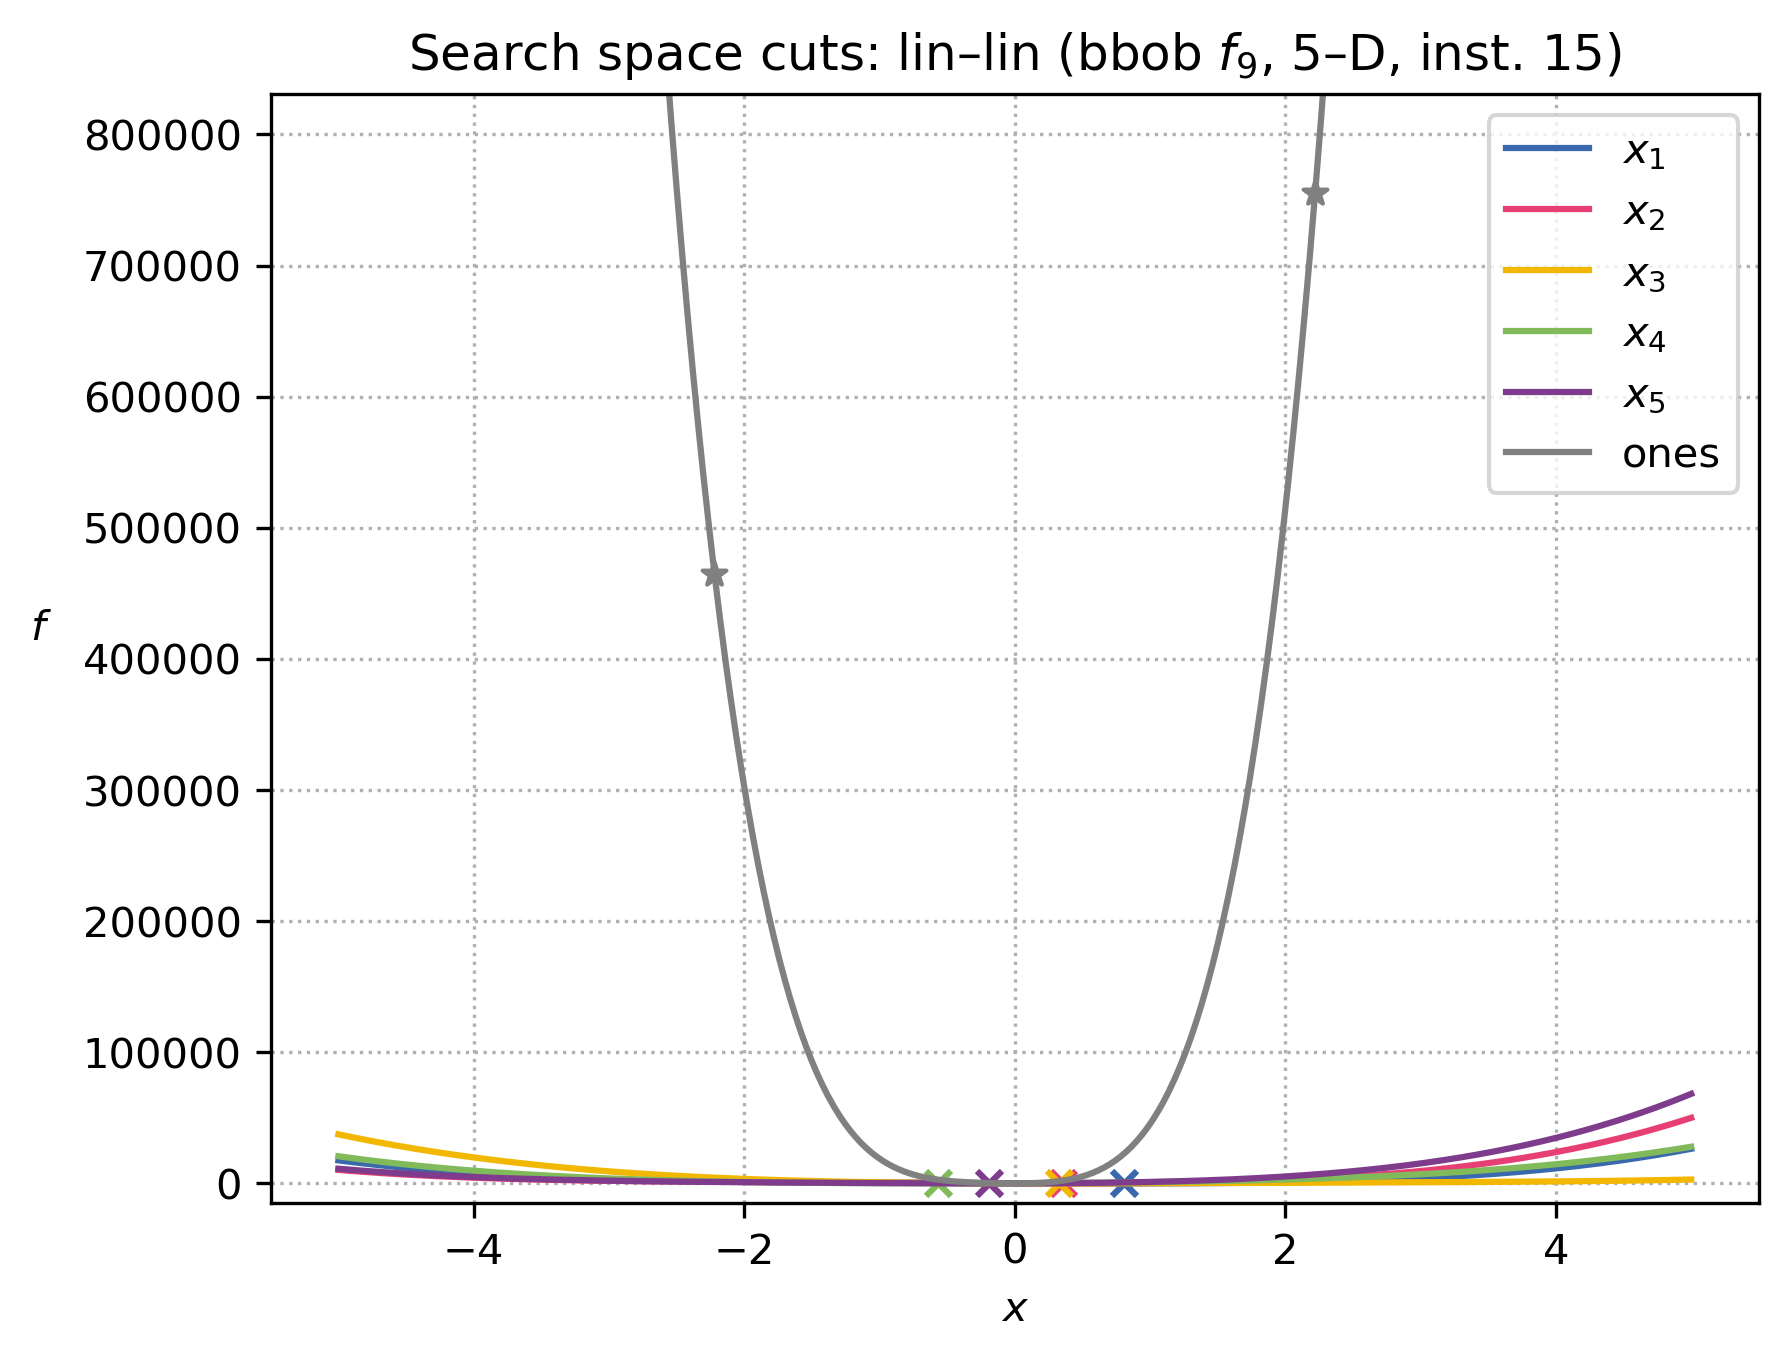 Search space cuts: lin–lin (bbob f₉, 5–D, inst. 15)
800000
700000
600000
500000
400000
300000
200000
100000
0
f
−4
−2
0
2
4
x
x₁
x₂
x₃
x₄
x₅
ones